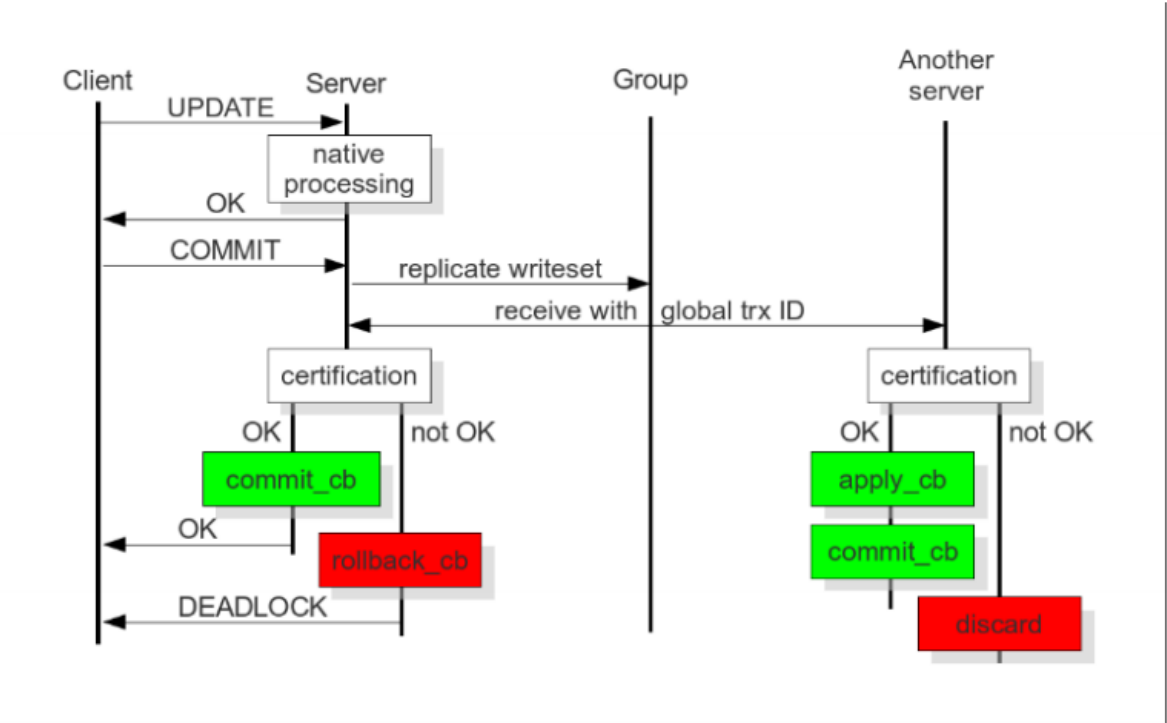 Client
Server
Group
Another
server
UPDATE
native
processing
OK
COMMIT
replicate writeset
receive with global trx ID
certification
certification
OK
not OK
OK
not OK
commit_cb
apply_cb
OK
rollback_cb
commit_cb
DEADLOCK
discard